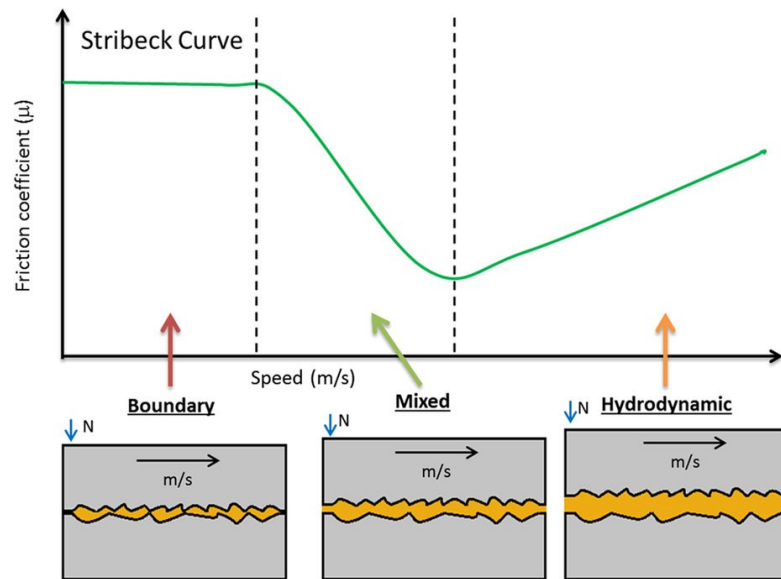 Stribeck Curve
Friction coefficient (μ)
Speed (m/s)
Boundary
Mixed
Hydrodynamic
N
N
N
m/s
m/s
m/s